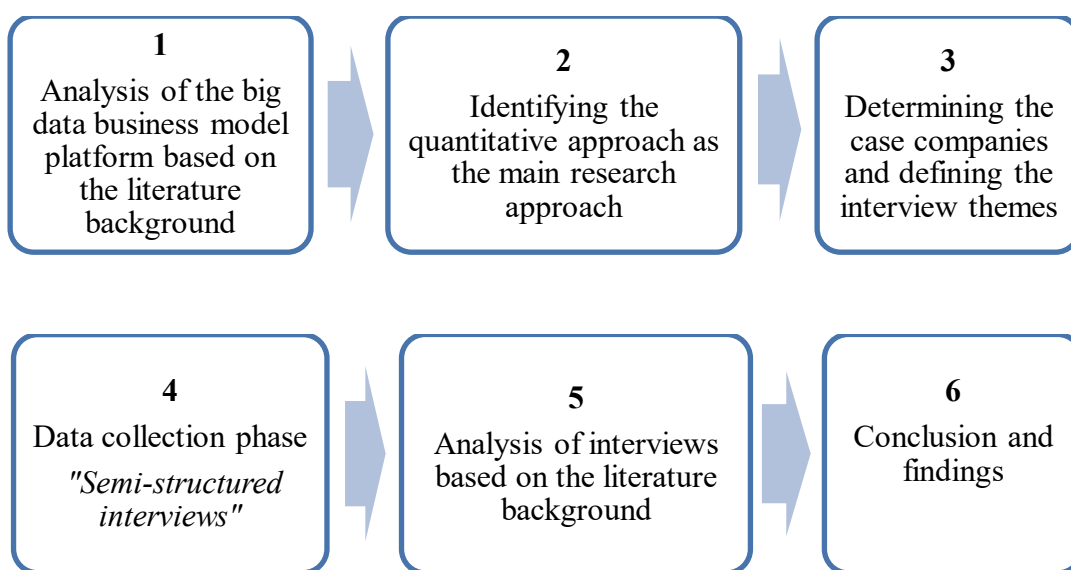 1
Analysis of the big
data business model
platform based on
the literature
background
2
Identifying the
quantitative approach as
the main research
approach
3
Determining the
case companies
and defining the
interview themes
4
Data collection phase
"Semi-structured
interviews"
5
Analysis of interviews
based on the literature
background
6
Conclusion and
findings